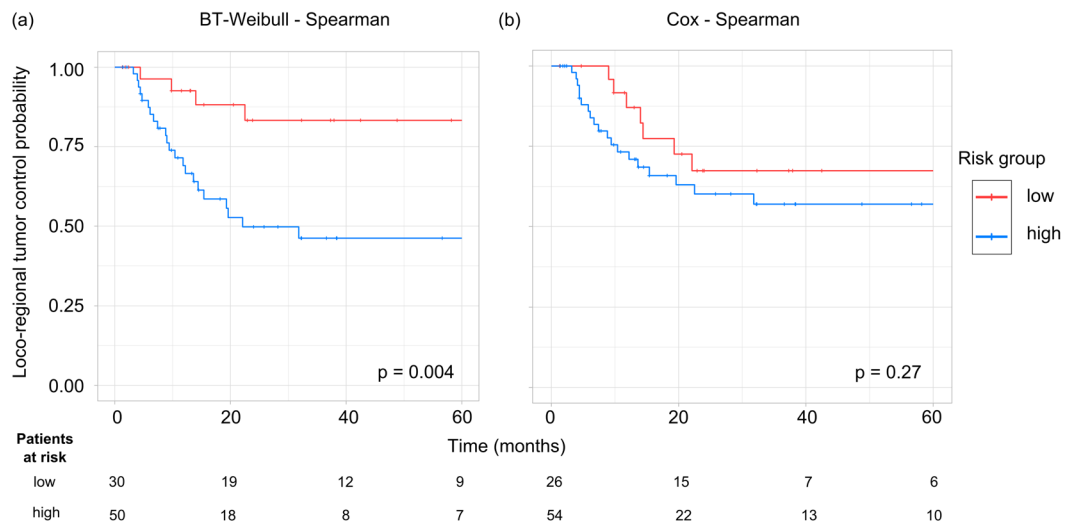 (a) BT-Weibull - Spearman
(b) Cox - Spearman
Loco-regional tumor control probability
1.00
0.75
0.50
0.25
0.00
p = 0.004
p = 0.27
0 20 40 60
0 20 40 60
Time (months)
Risk group
low
high
Patients
at risk
low 30 19 12 9 26 15 7 6
high 50 18 8 7 54 22 13 10